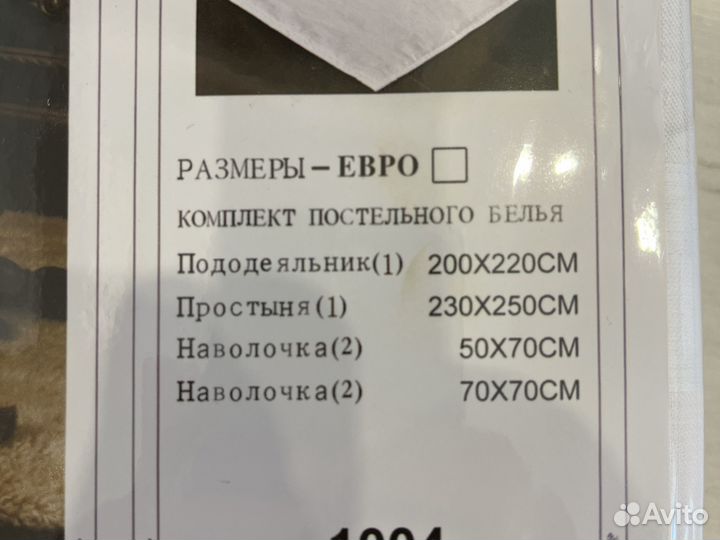 РАЗМЕРЫ – ЕВРО
КОМПЛЕКТ ПОСТЕЛЬНОГО БЕЛЬЯ
Пододеяльник(1) 200X220CM
Простыня(1) 230X250CM
Наволочка(2) 50X70CM
Наволочка(2) 70X70CM
Avito